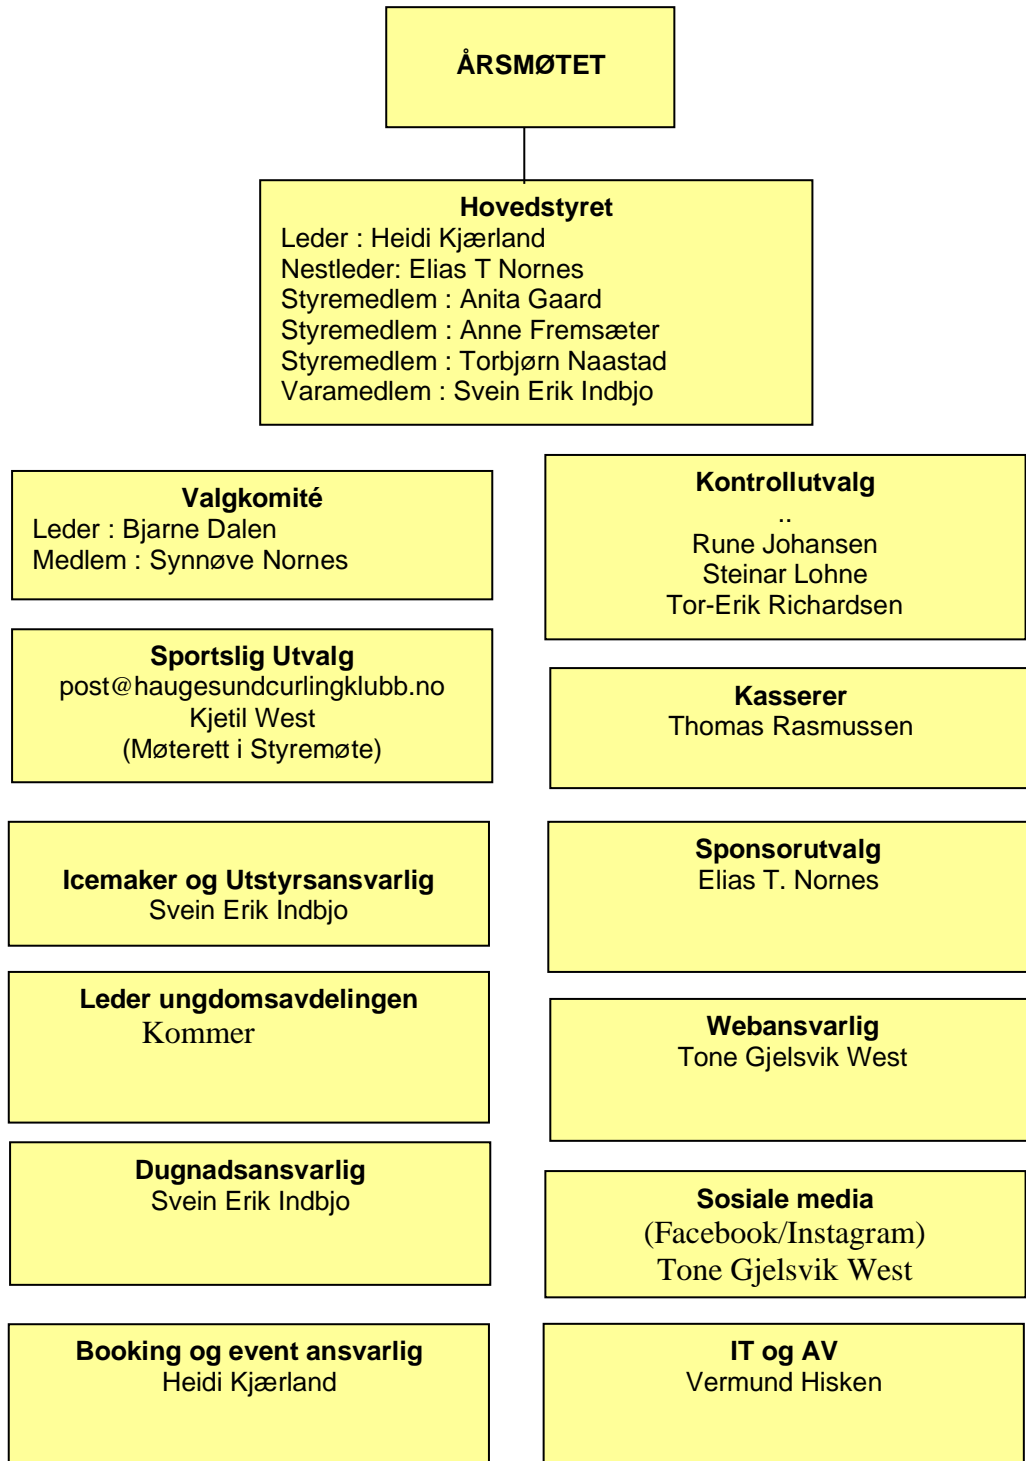 ÅRSMØTET
Hovedstyret
Leder : Heidi Kjærland
Nestleder: Elias T Nornes
Styremedlem : Anita Gaard
Styremedlem : Anne Fremsæter
Styremedlem : Torbjørn Naastad
Varamedlem : Svein Erik Indbjo
Valgkomité
Leder : Bjarne Dalen
Medlem : Synnøve Nornes
Kontrollutvalg
..
Rune Johansen
Steinar Lohne
Tor-Erik Richardsen
Sportslig Utvalg
post@haugesundcurlingklubb.no
Kjetil West
(Møterett i Styremøte)
Kasserer
Thomas Rasmussen
Icemaker og Utstyrsansvarlig
Svein Erik Indbjo
Sponsorutvalg
Elias T. Nornes
Leder ungdomsavdelingen
Kommer
Webansvarlig
Tone Gjelsvik West
Dugnadsansvarlig
Svein Erik Indbjo
Sosiale media
(Facebook/Instagram)
Tone Gjelsvik West
Booking og event ansvarlig
Heidi Kjærland
IT og AV
Vermund Hisken